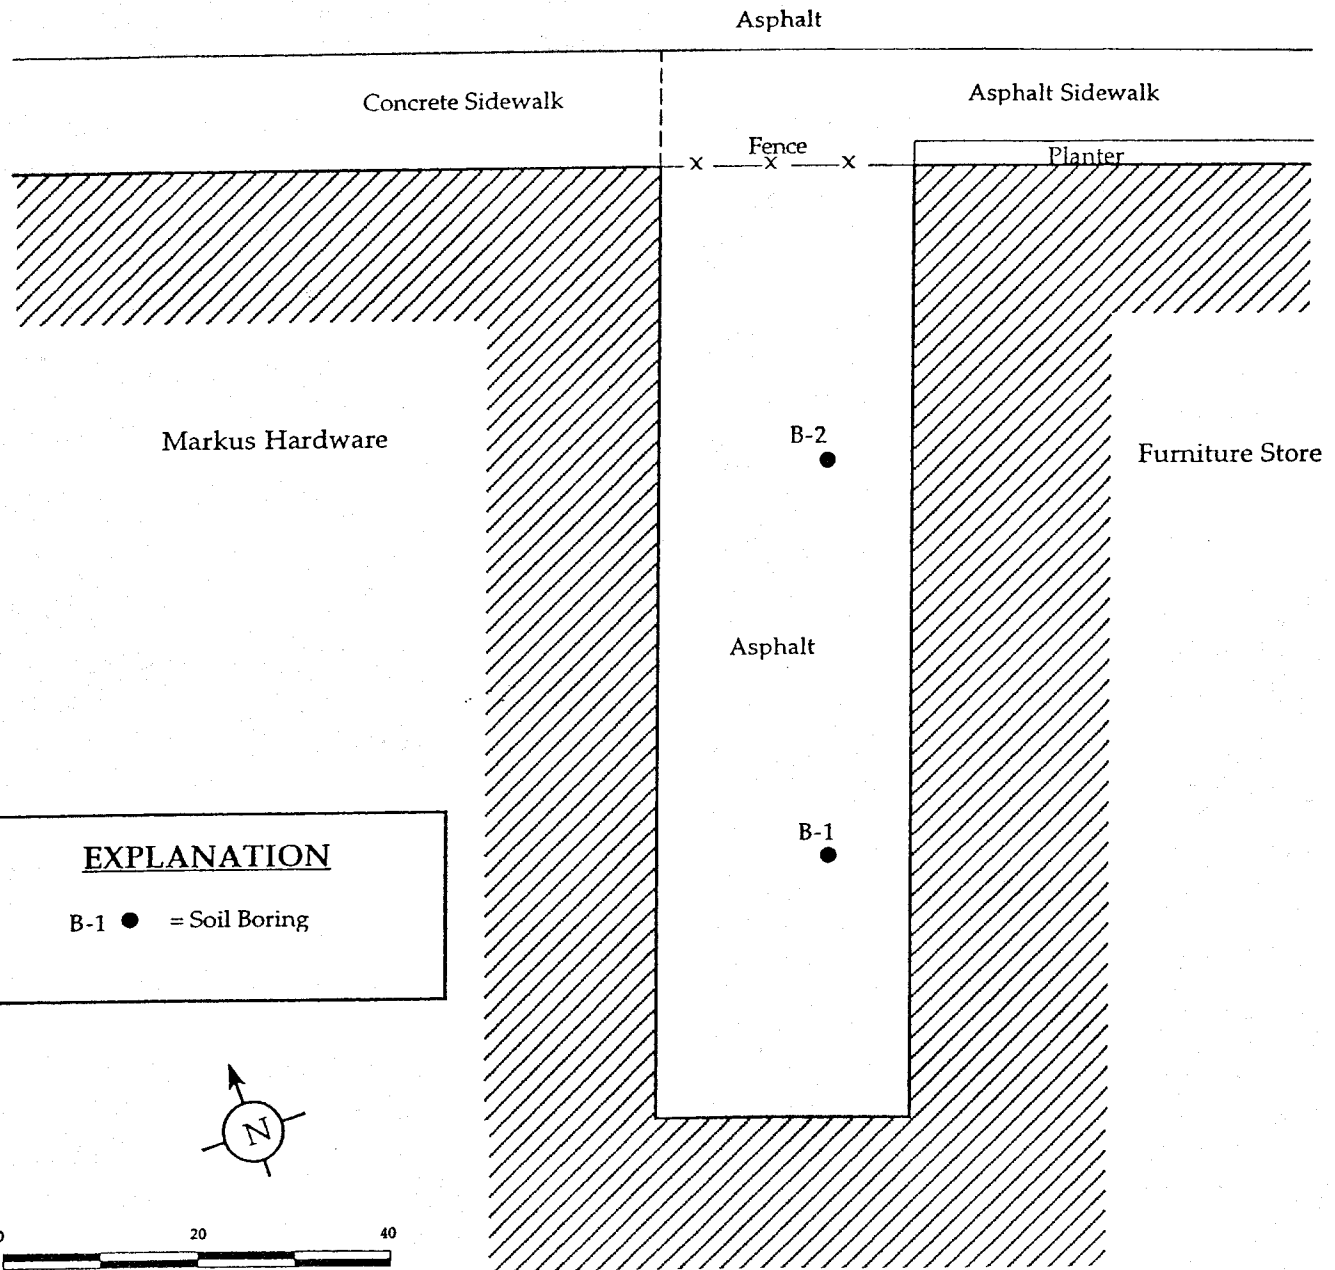 Asphalt
Concrete Sidewalk
Asphalt Sidewalk
Fence
x x x
Planter
Markus Hardware
B-2
Furniture Store
Asphalt
B-1
EXPLANATION
B-1 = Soil Boring
N
0 20 40